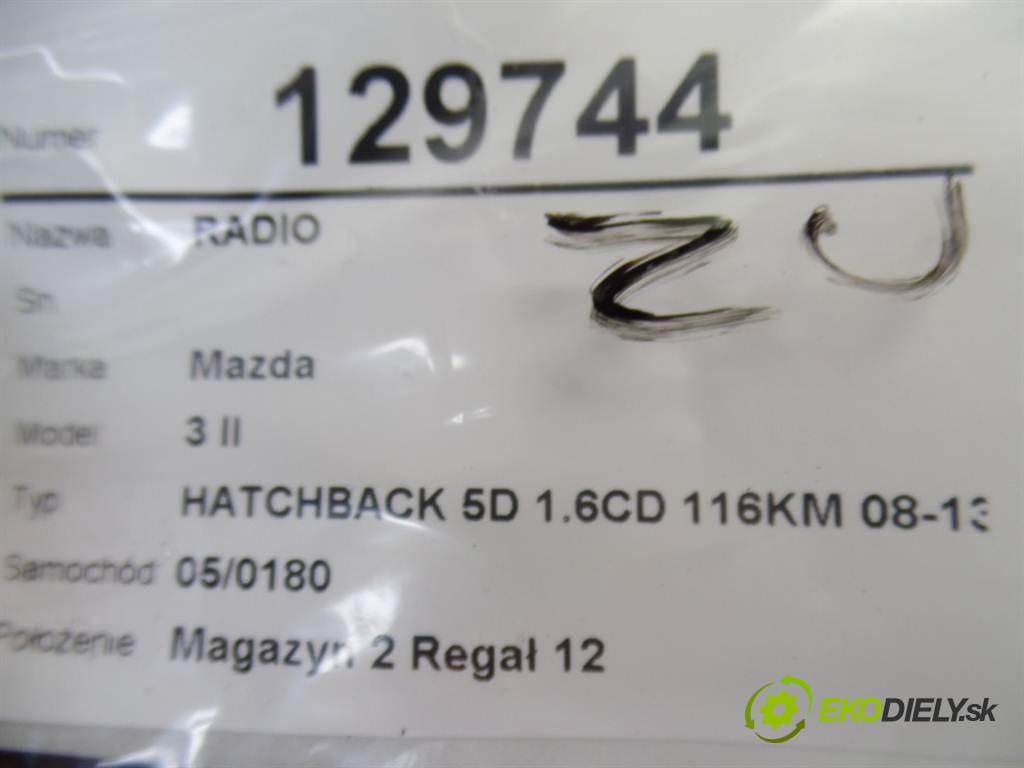 Numer 129744
Nazwa RADIO
Sn
Marka Mazda
Model 3 II
Typ HATCHBACK 5D 1.6CD 116KM 08-13
Samochód 05/0180
Położenie Magazyn 2 Regał 12
EKODIELY.sk